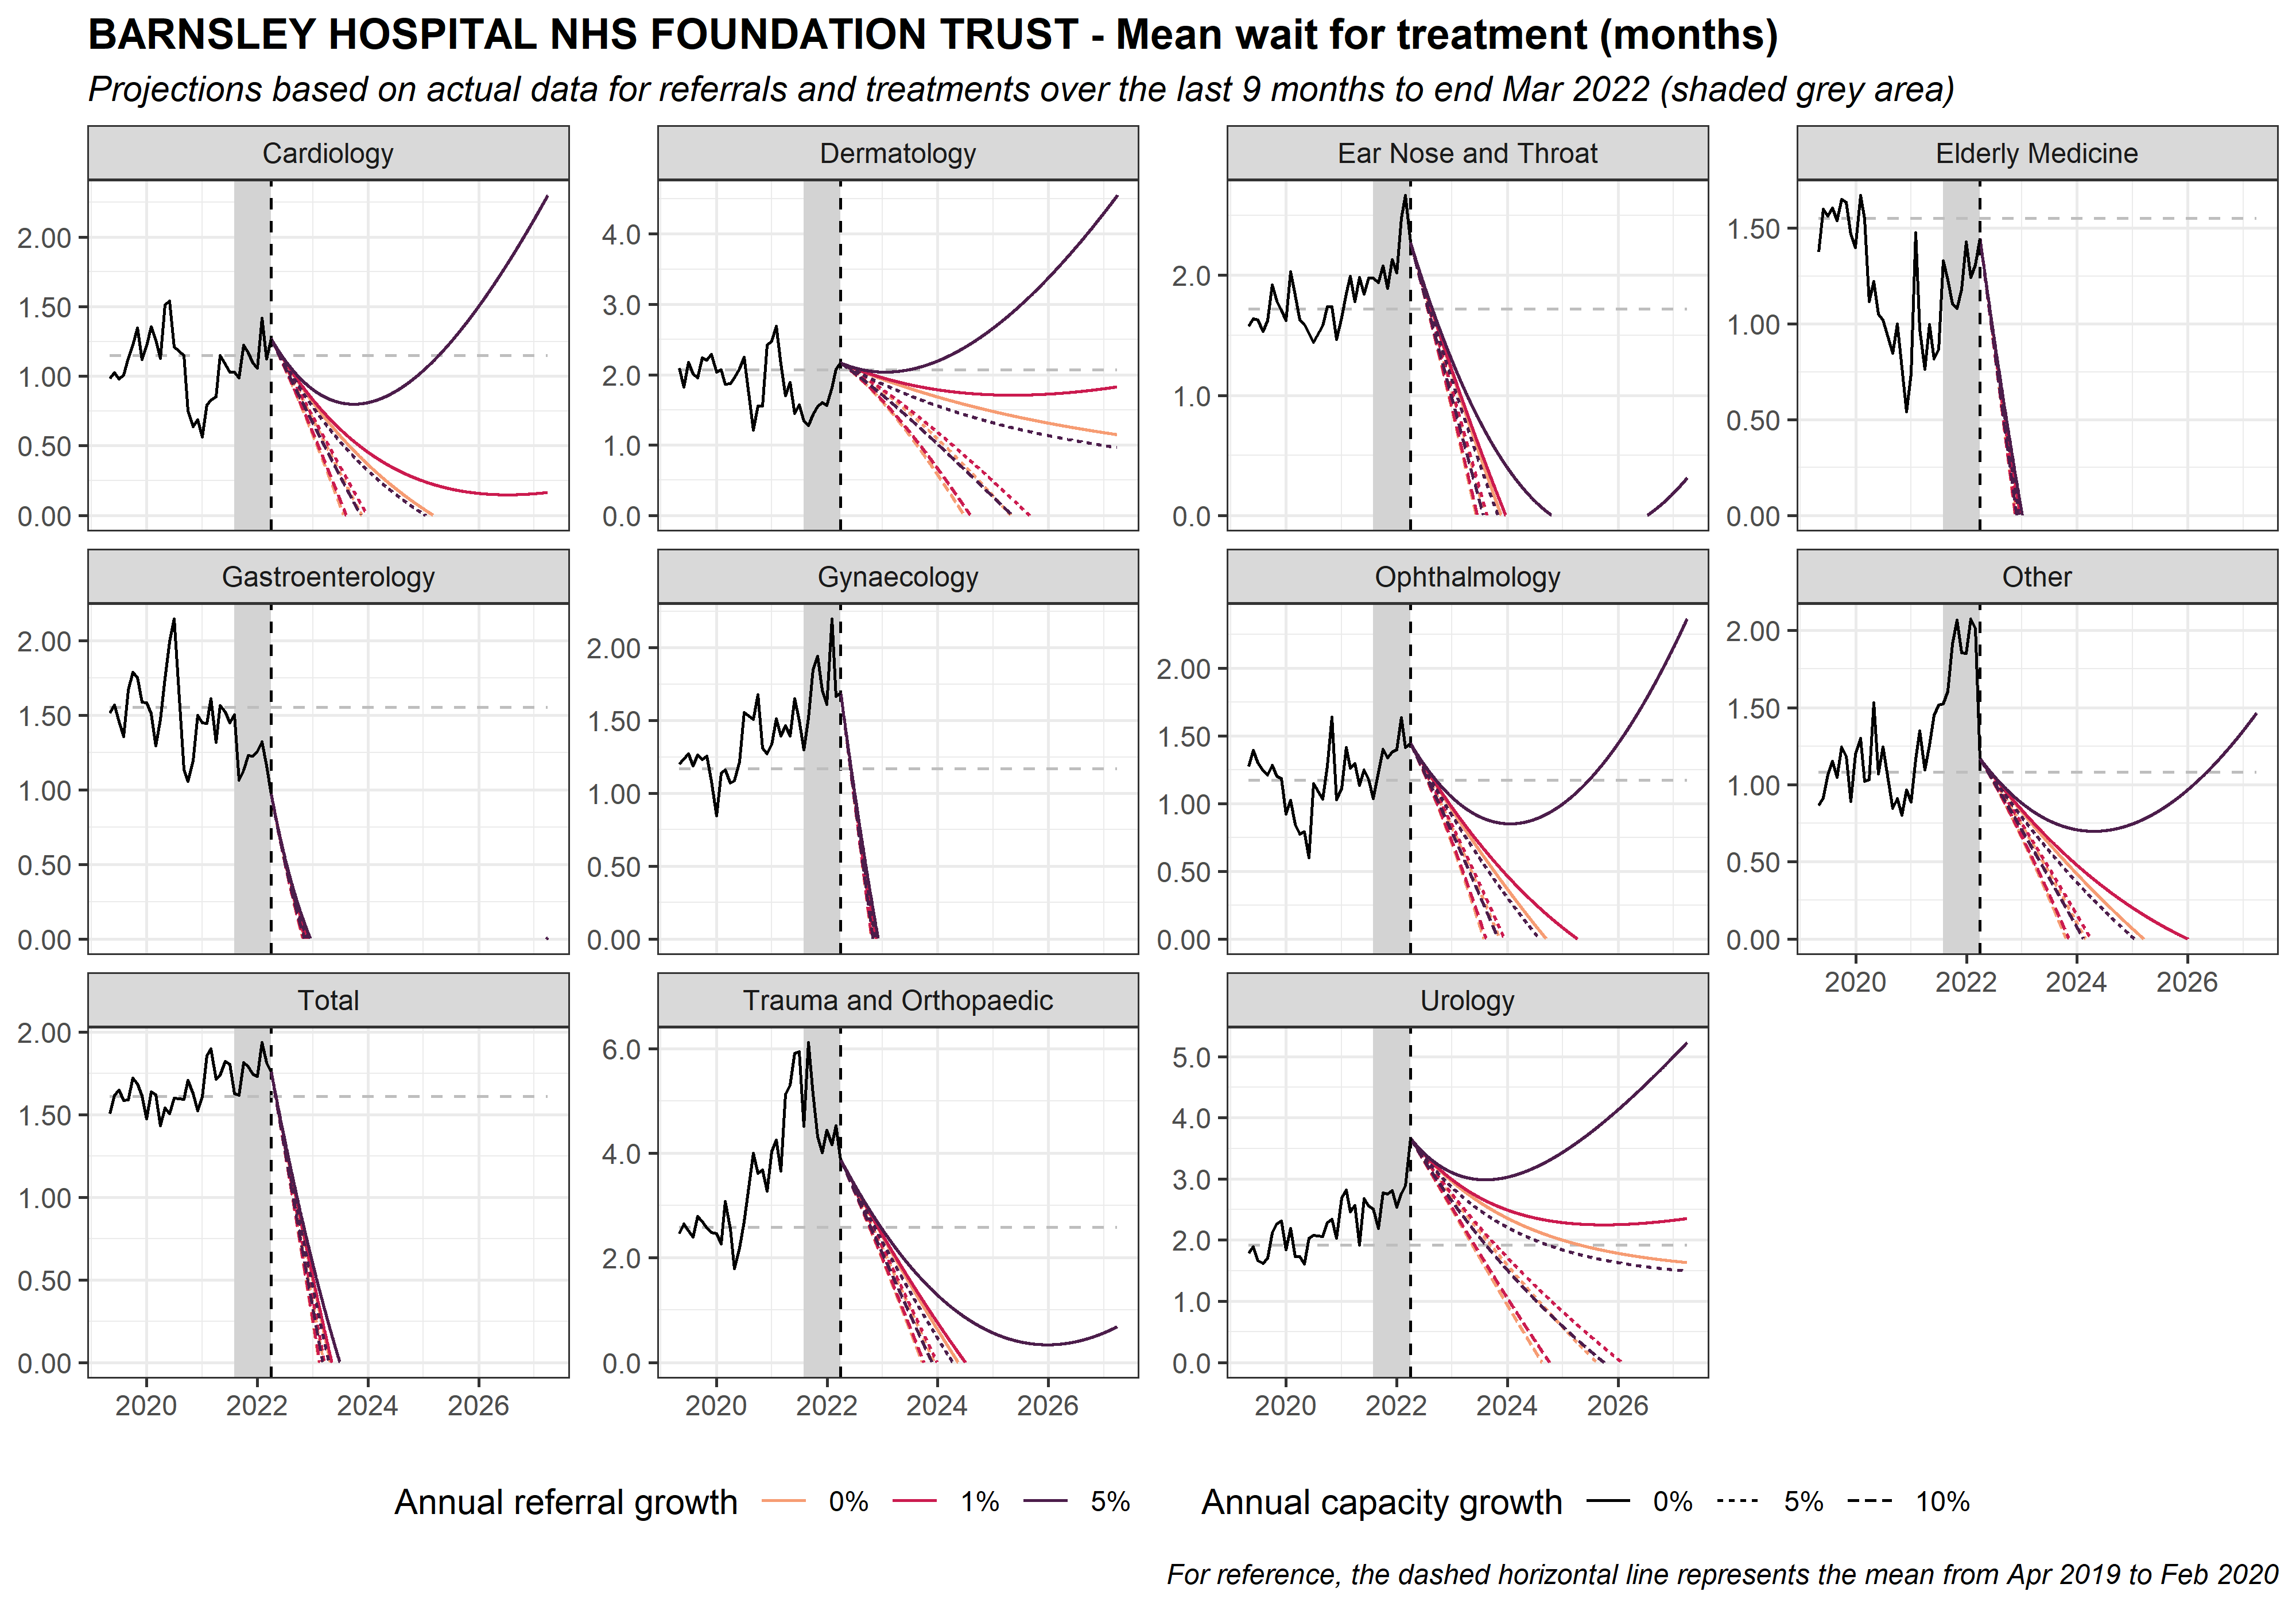 BARNSLEY HOSPITAL NHS FOUNDATION TRUST - Mean wait for treatment (months)
Projections based on actual data for referrals and treatments over the last 9 months to end Mar 2022 (shaded grey area)
Cardiology
2.00
1.50
1.00
0.50
0.00
Dermatology
4.0
3.0
2.0
1.0
0.0
Ear Nose and Throat
2.0
1.0
0.0
Elderly Medicine
1.50
1.00
0.50
0.00
Gastroenterology
2.00
1.50
1.00
0.50
0.00
Gynaecology
2.00
1.50
1.00
0.50
0.00
Ophthalmology
2.00
1.50
1.00
0.50
0.00
Other
2.00
1.50
1.00
0.50
0.00
2020 2022 2024 2026
Total
2.00
1.50
1.00
0.50
0.00
2020 2022 2024 2026
Trauma and Orthopaedic
6.0
4.0
2.0
0.0
2020 2022 2024 2026
Urology
5.0
4.0
3.0
2.0
1.0
0.0
2020 2022 2024 2026
Annual referral growth 0% 1% 5%
Annual capacity growth 0% 5% 10%
For reference, the dashed horizontal line represents the mean from Apr 2019 to Feb 2020